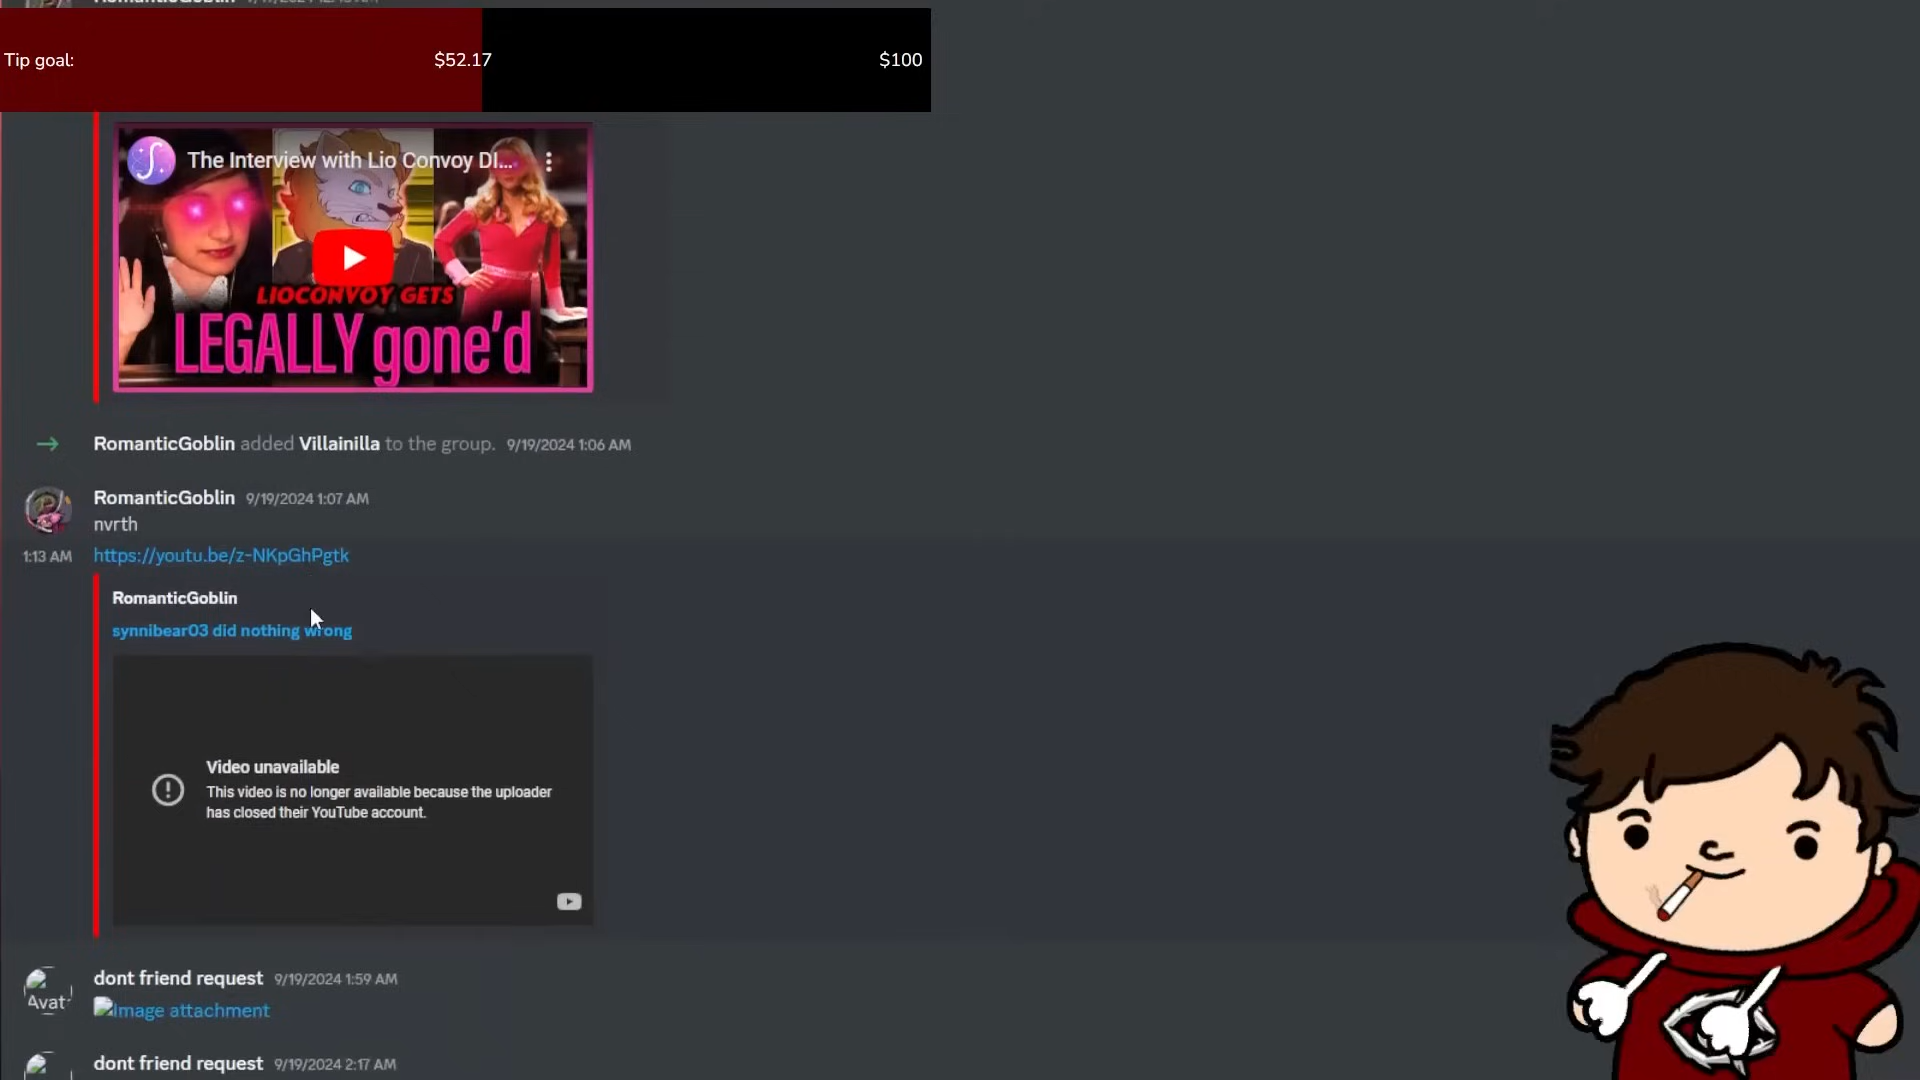 Tip goal: $52.17 $100
The Interview with Lio Convoy DI...
LIOCONVOY GETS
LEGALLY gone'd
RomanticGoblin added Villainilla to the group. 9/19/2024 1:06 AM
RomanticGoblin 9/19/2024 1:07 AM
nvrth
1:13 AM https://youtu.be/z-NKpGhPgtk
RomanticGoblin
synnibear03 did nothing wrong
Video unavailable
This video is no longer available because the uploader
has closed their YouTube account.
dont friend request 9/19/2024 1:59 AM
Avat
Image attachment
dont friend request 9/19/2024 2:17 AM